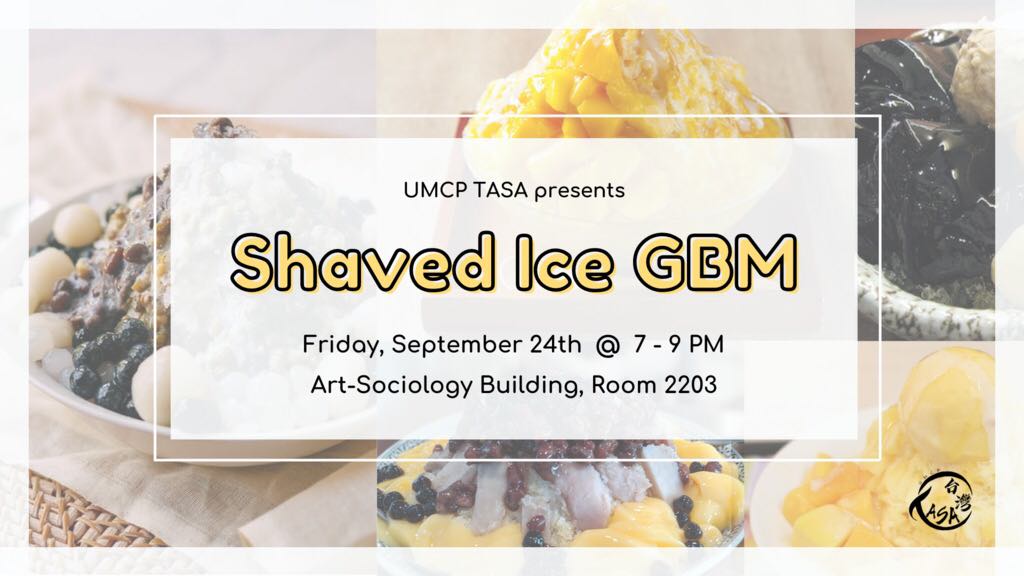 UMCP TASA presents
Shaved Ice GBM
Friday, September 24th @ 7 - 9 PM
Art-Sociology Building, Room 2203
台灣
TASA